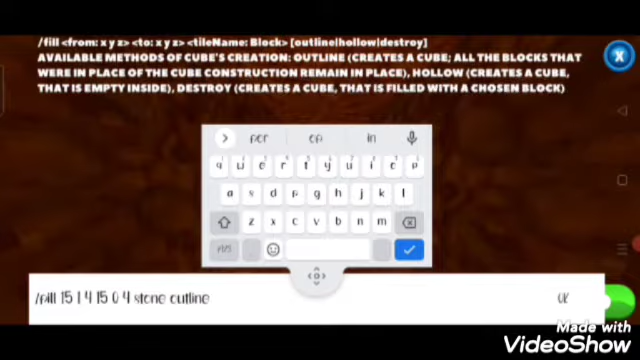 /fill <from: x y z> <to: x y z> <tileName: Block> [outline|hollow|destroy]
AVAILABLE METHODS OF CUBE'S CREATION: OUTLINE (CREATES A CUBE; ALL THE BLOCKS THAT
WERE IN PLACE OF THE CUBE CONSTRUCTION REMAIN IN PLACE), HOLLOW (CREATES A CUBE,
THAT IS EMPTY INSIDE), DESTROY (CREATES A CUBE, THAT IS FILLED WITH A CHOSEN BLOCK)
X
per en in
q w e r t y u i o p
a s d f g h j k l
z x c v b n m
/fill 15 1 4 15 0 4 stone outline
OK
Made with
VideoShow